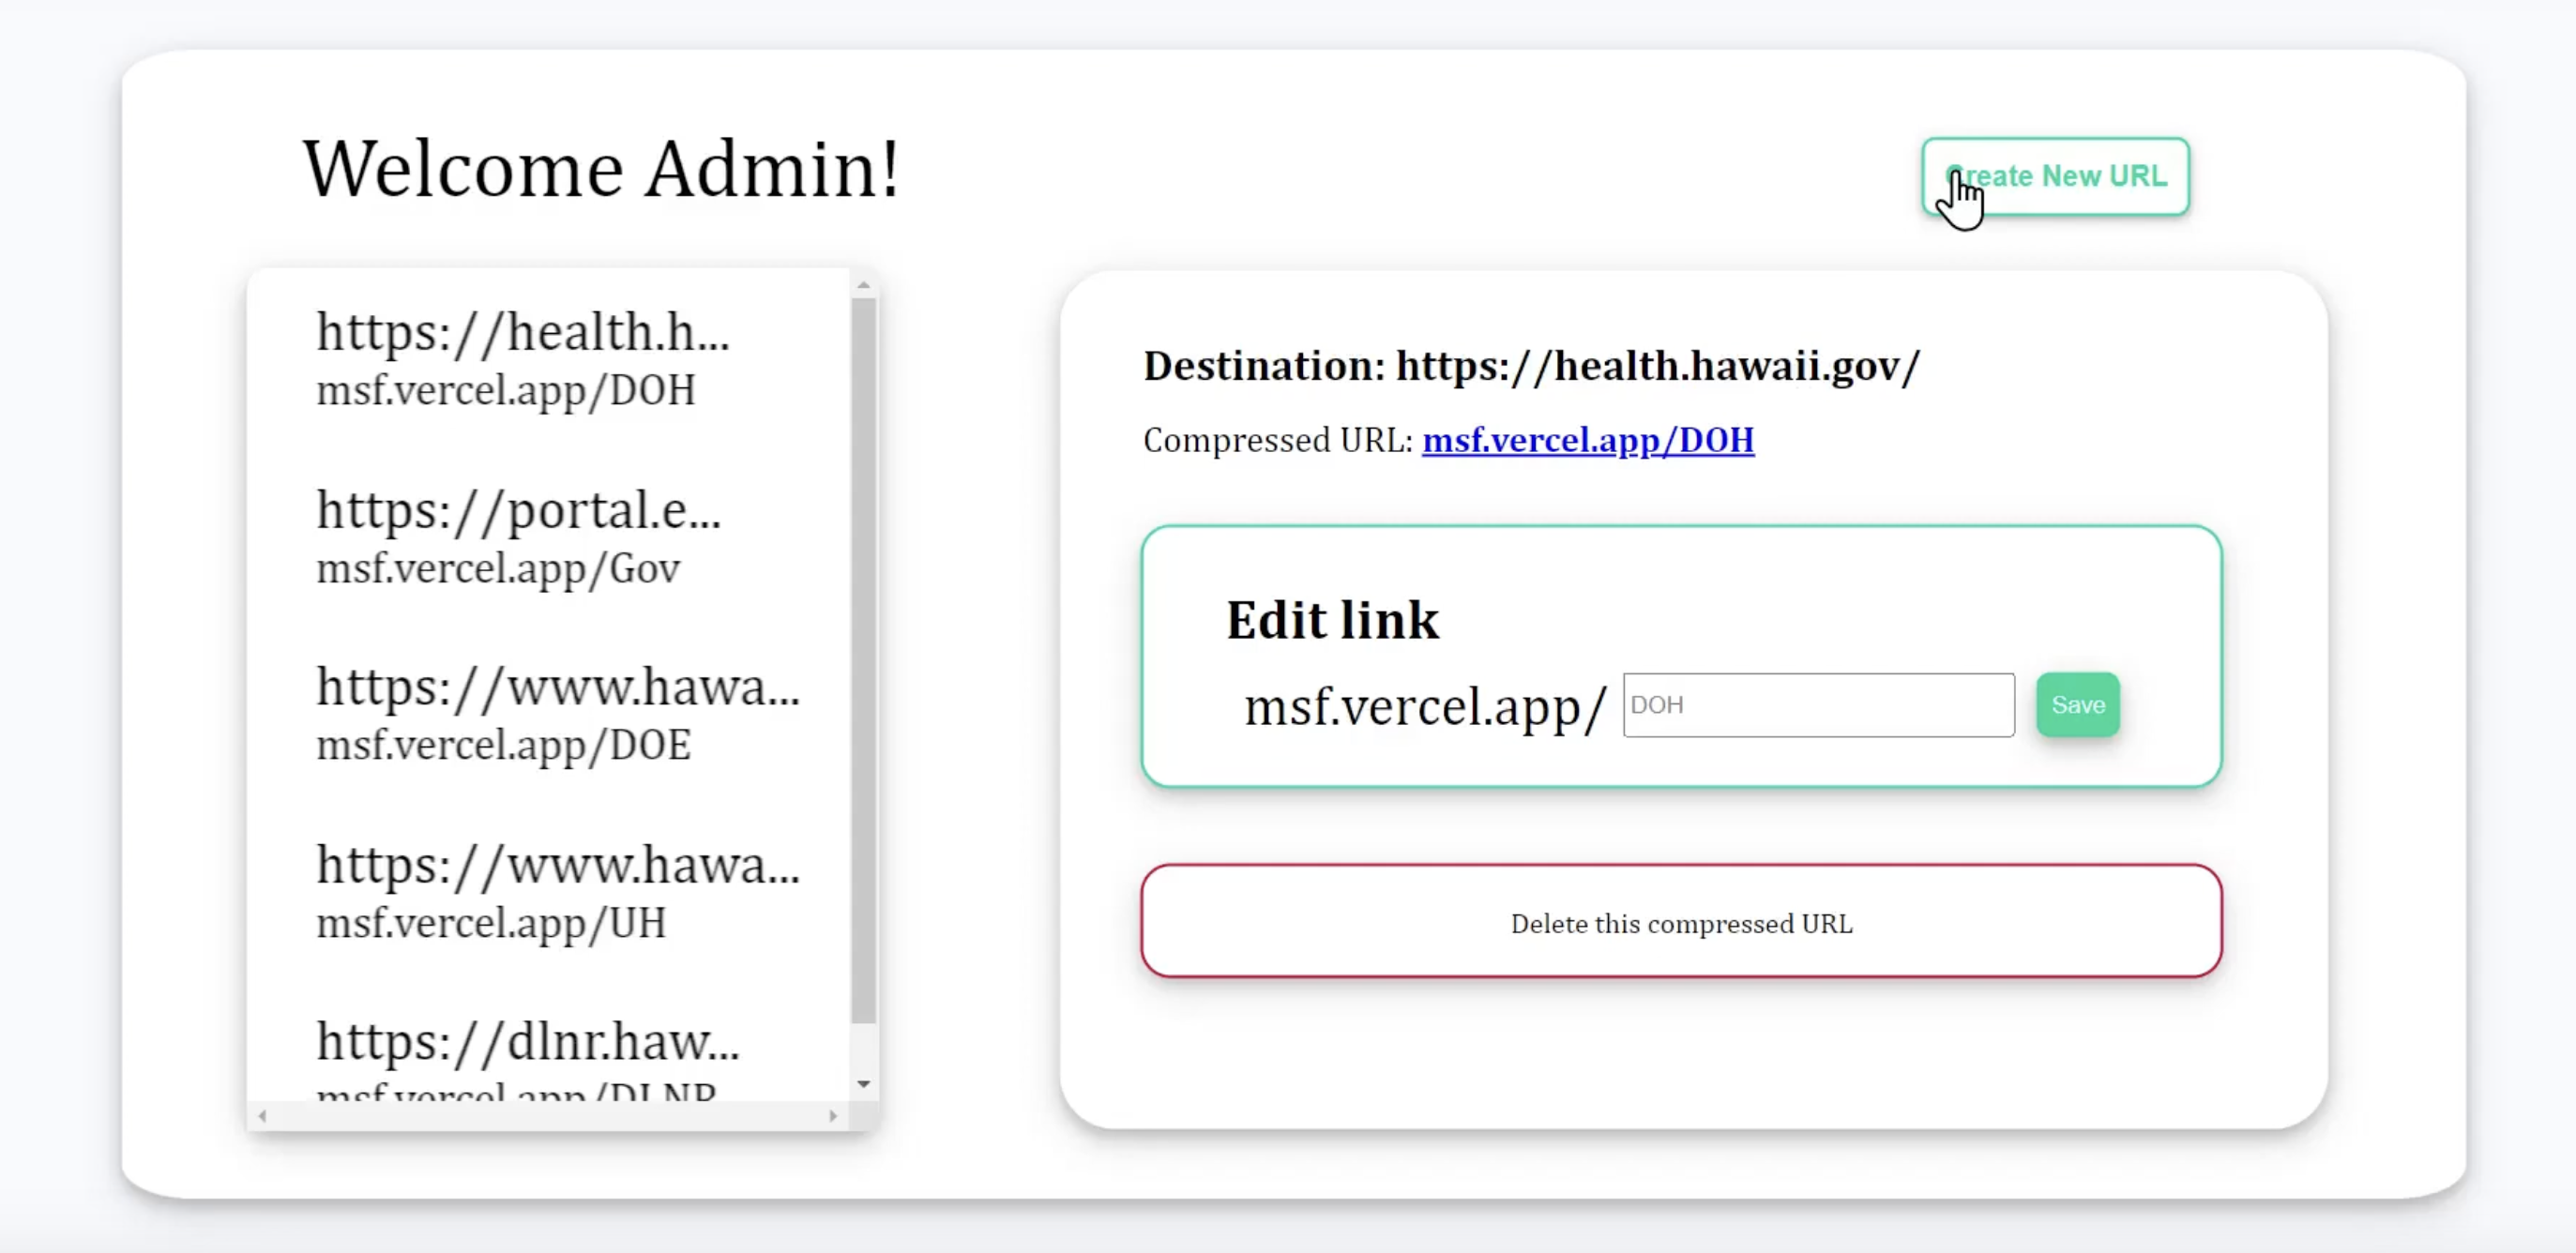 Welcome Admin!
Create New URL
https://health.h...
msf.vercel.app/DOH
https://portal.e...
msf.vercel.app/Gov
https://www.hawa...
msf.vercel.app/DOE
https://www.hawa...
msf.vercel.app/UH
https://dlnr.haw...
msf.vercel.app/DLNR
Destination: https://health.hawaii.gov/
Compressed URL: msf.vercel.app/DOH
Edit link
msf.vercel.app/ DOH Save
Delete this compressed URL